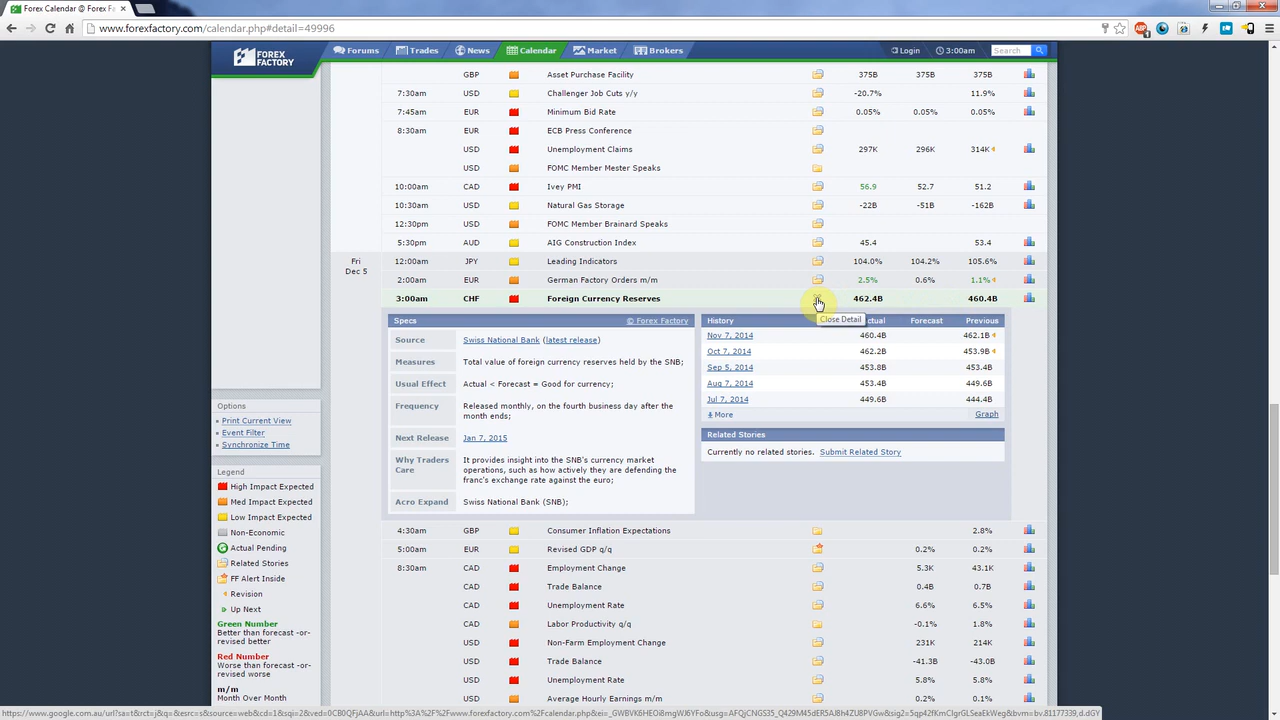 Forex Calendar @ Forex Fa
www.forexfactory.com/calendar.php#detail=49996
FOREX FACTORY
Forums Trades News Calendar Market Brokers Login 3:00am Search
GBP Asset Purchase Facility 375B 375B 375B
7:30am USD Challenger Job Cuts y/y -20.7% 11.9%
7:45am EUR Minimum Bid Rate 0.05% 0.05% 0.05%
8:30am EUR ECB Press Conference
USD Unemployment Claims 297K 296K 314K
USD FOMC Member Mester Speaks
10:00am CAD Ivey PMI 56.9 52.7 51.2
10:30am USD Natural Gas Storage -22B -51B -162B
12:30pm USD FOMC Member Brainard Speaks
5:30pm AUD AIG Construction Index 45.4 53.4
Fri Dec 5 12:00am JPY Leading Indicators 104.0% 104.2% 105.6%
2:00am EUR German Factory Orders m/m 2.5% 0.6% 1.1%
3:00am CHF Foreign Currency Reserves 462.4B 460.4B
Close Detail
Specs © Forex Factory
Source Swiss National Bank (latest release)
Measures Total value of foreign currency reserves held by the SNB;
Usual Effect Actual < Forecast = Good for currency;
Frequency Released monthly, on the fourth business day after the
month ends;
Next Release Jan 7, 2015
Why Traders Care It provides insight into the SNB's currency market
operations, such as how actively they are defending the
franc's exchange rate against the euro;
Acro Expand Swiss National Bank (SNB);
History ctual Forecast Previous
Nov 7, 2014 460.4B 462.1B
Oct 7, 2014 462.2B 453.9B
Sep 5, 2014 453.8B 453.4B
Aug 7, 2014 453.4B 449.6B
Jul 7, 2014 449.6B 444.4B
More Graph
Related Stories
Currently no related stories. Submit Related Story
4:30am GBP Consumer Inflation Expectations 2.8%
5:00am EUR Revised GDP q/q 0.2% 0.2%
8:30am CAD Employment Change 5.3K 43.1K
CAD Trade Balance 0.4B 0.7B
CAD Unemployment Rate 6.6% 6.5%
CAD Labor Productivity q/q -0.1% 1.8%
USD Non-Farm Employment Change 231K 214K
USD Trade Balance -41.3B -43.0B
USD Unemployment Rate 5.8% 5.8%
USD Average Hourly Earnings m/m 0.2% 0.1%
Options
Print Current View
Event Filter
Synchronize Time
Legend
High Impact Expected
Med Impact Expected
Low Impact Expected
Non-Economic
Actual Pending
Related Stories
FF Alert Inside
Revision
Up Next
Green Number
Better than forecast -or-
revised better
Red Number
Worse than forecast -or-
revised worse
m/m
Month Over Month